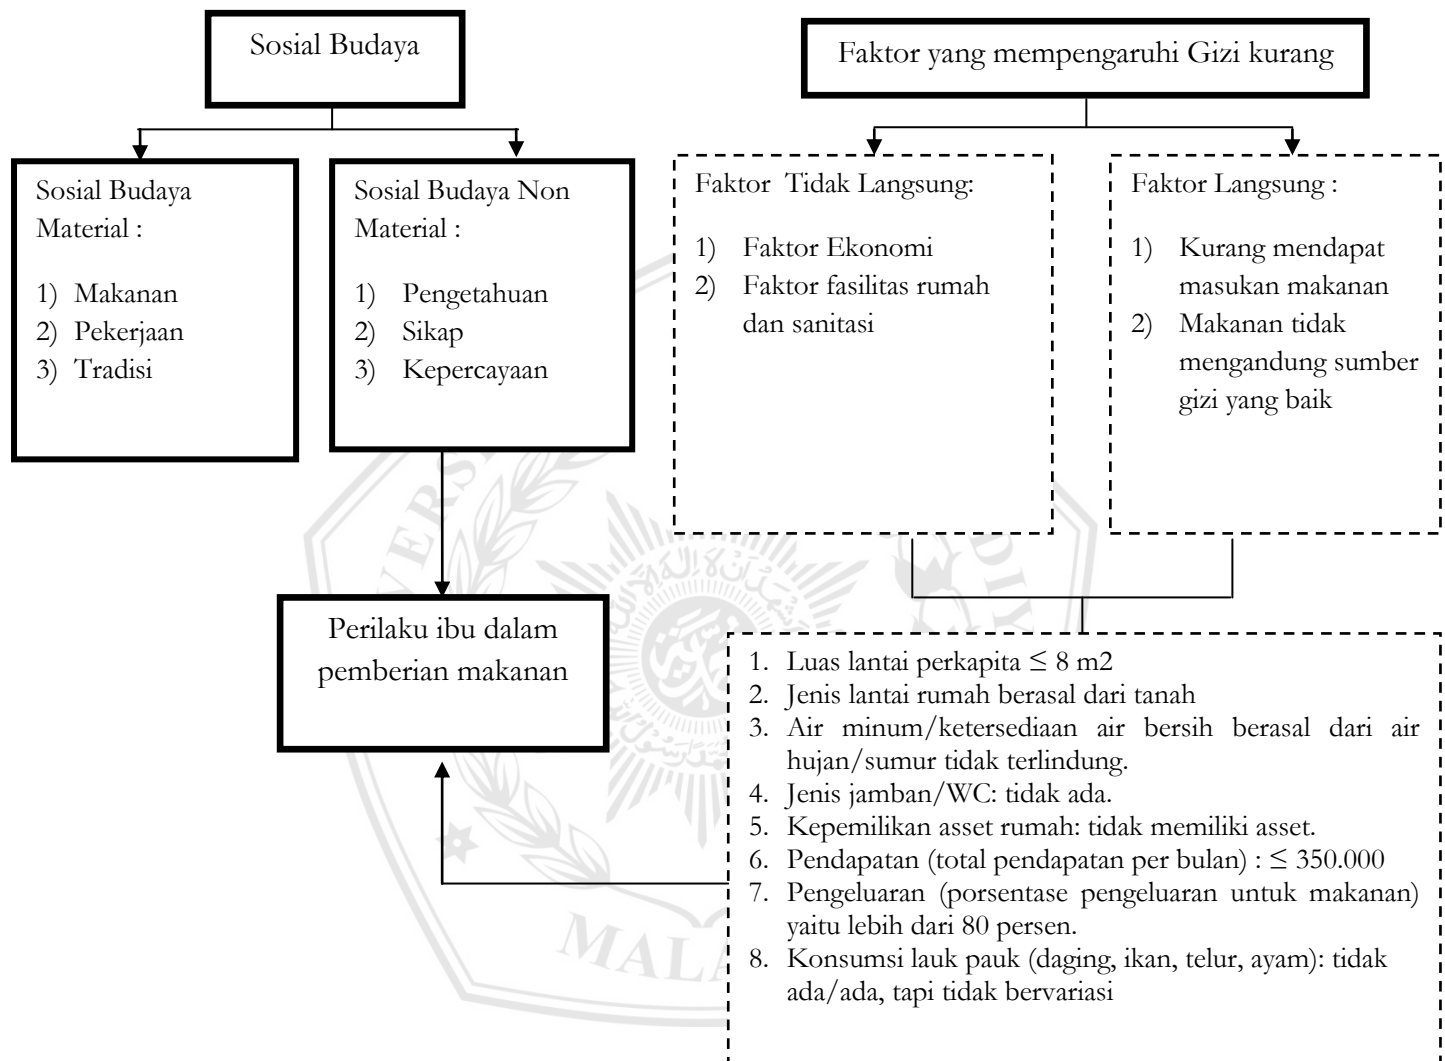 Sosial Budaya
Faktor yang mempengaruhi Gizi kurang
Sosial Budaya
Material :
1) Makanan
2) Pekerjaan
3) Tradisi
Sosial Budaya Non
Material :
1) Pengetahuan
2) Sikap
3) Kepercayaan
Faktor Tidak Langsung:
1) Faktor Ekonomi
2) Faktor fasilitas rumah
dan sanitasi
Faktor Langsung :
1) Kurang mendapat
masukan makanan
2) Makanan tidak
mengandung sumber
gizi yang baik
Perilaku ibu dalam
pemberian makanan
1. Luas lantai perkapita ≤ 8 m2
2. Jenis lantai rumah berasal dari tanah
3. Air minum/ketersediaan air bersih berasal dari air
hujan/sumur tidak terlindung.
4. Jenis jamban/WC: tidak ada.
5. Kepemilikan asset rumah: tidak memiliki asset.
6. Pendapatan (total pendapatan per bulan) : ≤ 350.000
7. Pengeluaran (porsentase pengeluaran untuk makanan)
yaitu lebih dari 80 persen.
8. Konsumsi lauk pauk (daging, ikan, telur, ayam): tidak
ada/ada, tapi tidak bervariasi